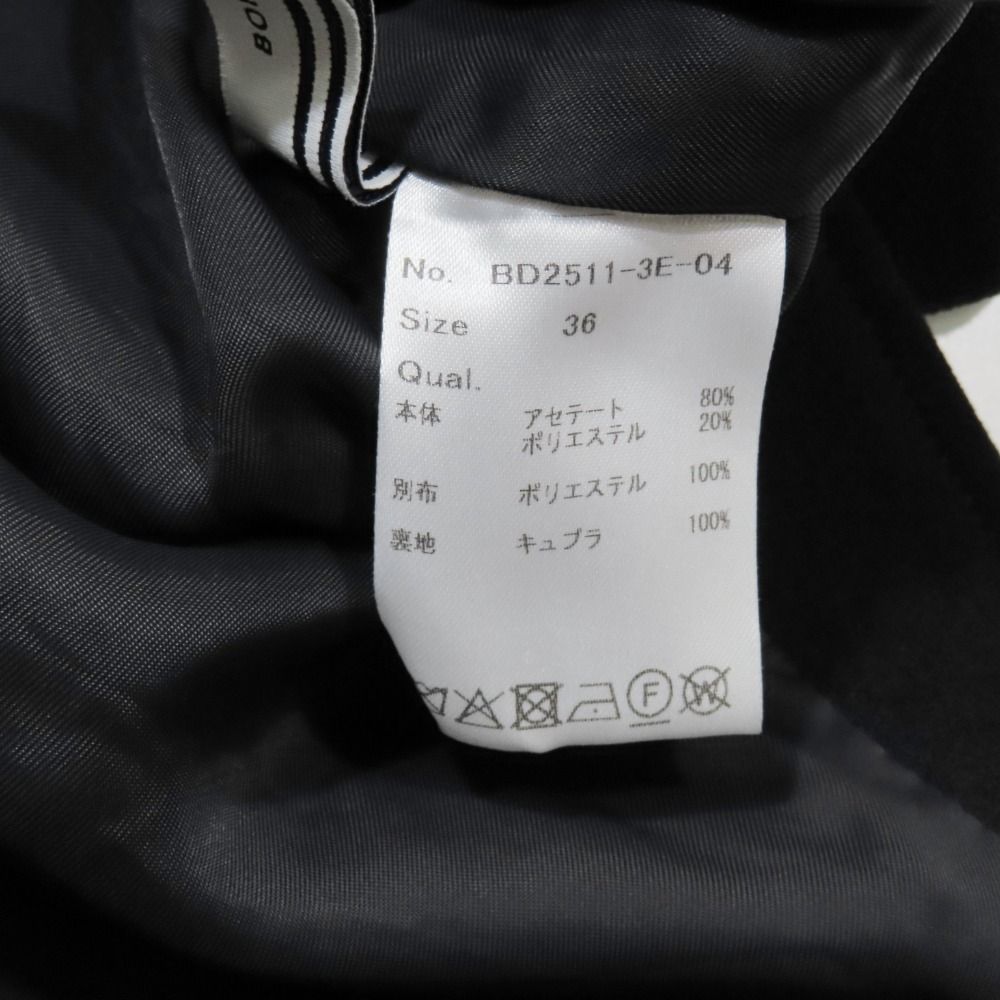 No. BD2511-3E-04
Size 36
Qual.
本体 アセテート 80%
ポリエステル 20%
別布 ポリエステル 100%
裏地 キュプラ 100%
F W